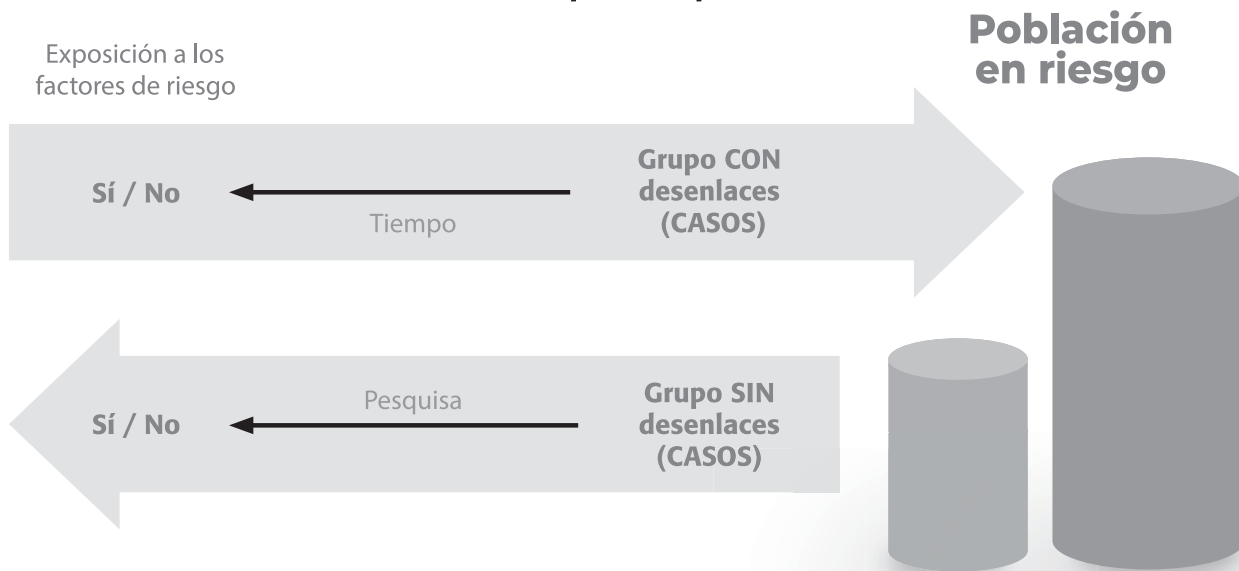 Exposición a los
factores de riesgo
Población
en riesgo
Sí / No
Tiempo
Grupo CON
desenlaces
(CASOS)
Sí / No
Pesquisa
Grupo SIN
desenlaces
(CASOS)